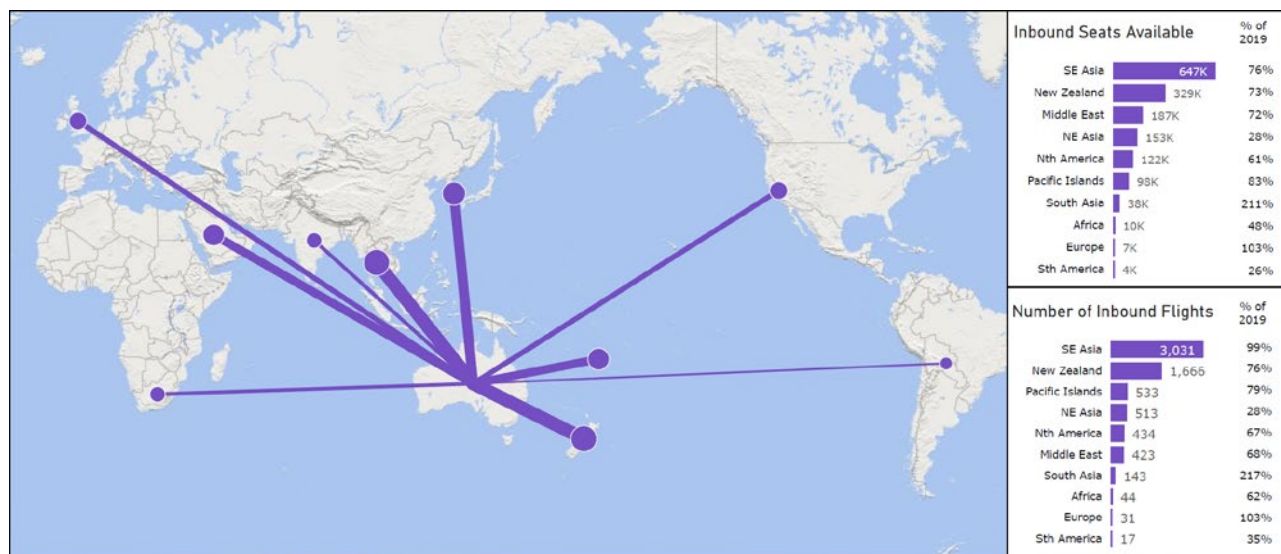 Inbound Seats Available % of 2019
SE Asia 647K 76%
New Zealand 329K 73%
Middle East 187K 72%
NE Asia 153K 28%
Nth America 122K 61%
Pacific Islands 98K 83%
South Asia 38K 211%
Africa 10K 48%
Europe 7K 103%
Sth America 4K 26%
Number of Inbound Flights % of 2019
SE Asia 3,031 99%
New Zealand 1,666 76%
Pacific Islands 533 79%
NE Asia 513 28%
Nth America 434 67%
Middle East 423 68%
South Asia 143 217%
Africa 44 62%
Europe 31 103%
Sth America 17 35%